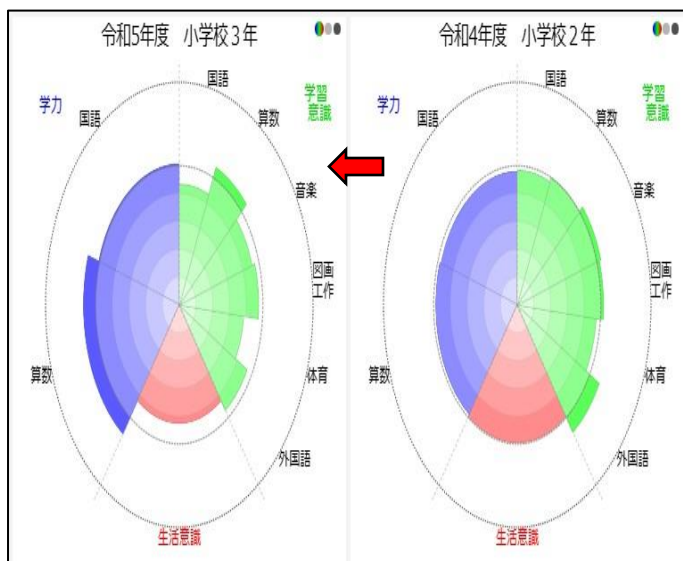 令和5年度 小学校３年
学力
国語
国語
算数
学習
意識
音楽
図画
工作
体育
外国語
算数
生活意識
令和4年度 小学校２年
学力
国語
国語
算数
学習
意識
音楽
図画
工作
体育
外国語
算数
生活意識